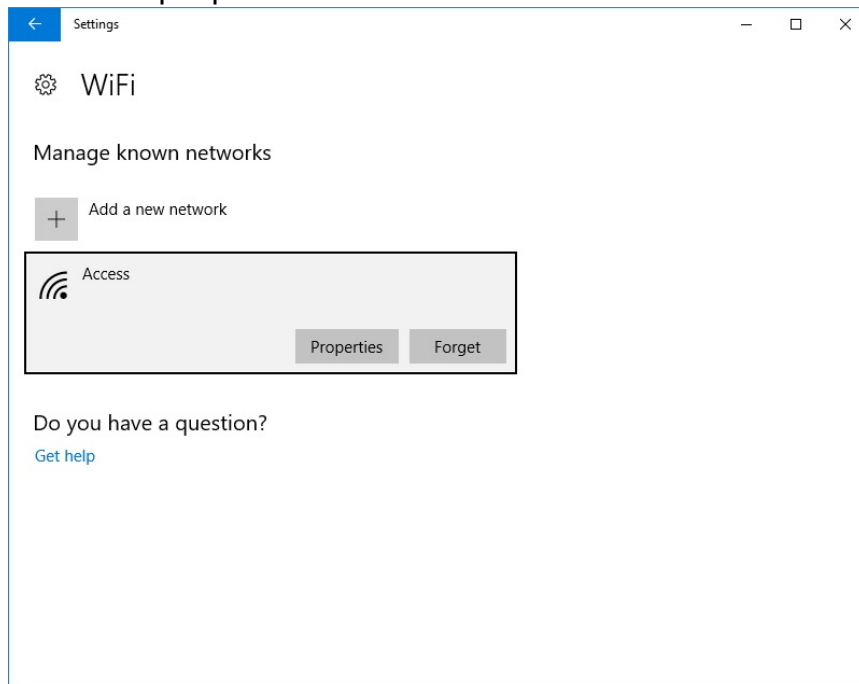 Settings
WiFi
Manage known networks
Add a new network
Access
Properties Forget
Do you have a question?
Get help